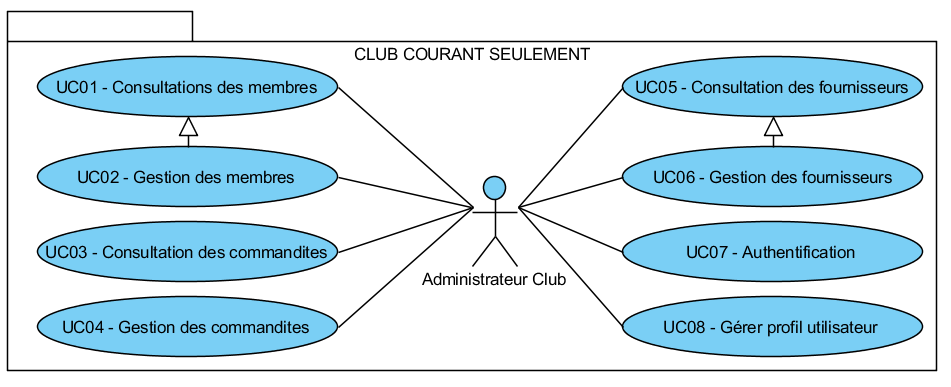 CLUB COURANT SEULEMENT
UC01 - Consultations des membres
UC02 - Gestion des membres
UC03 - Consultation des commandites
UC04 - Gestion des commandites
Administrateur Club
UC05 - Consultation des fournisseurs
UC06 - Gestion des fournisseurs
UC07 - Authentification
UC08 - Gérer profil utilisateur